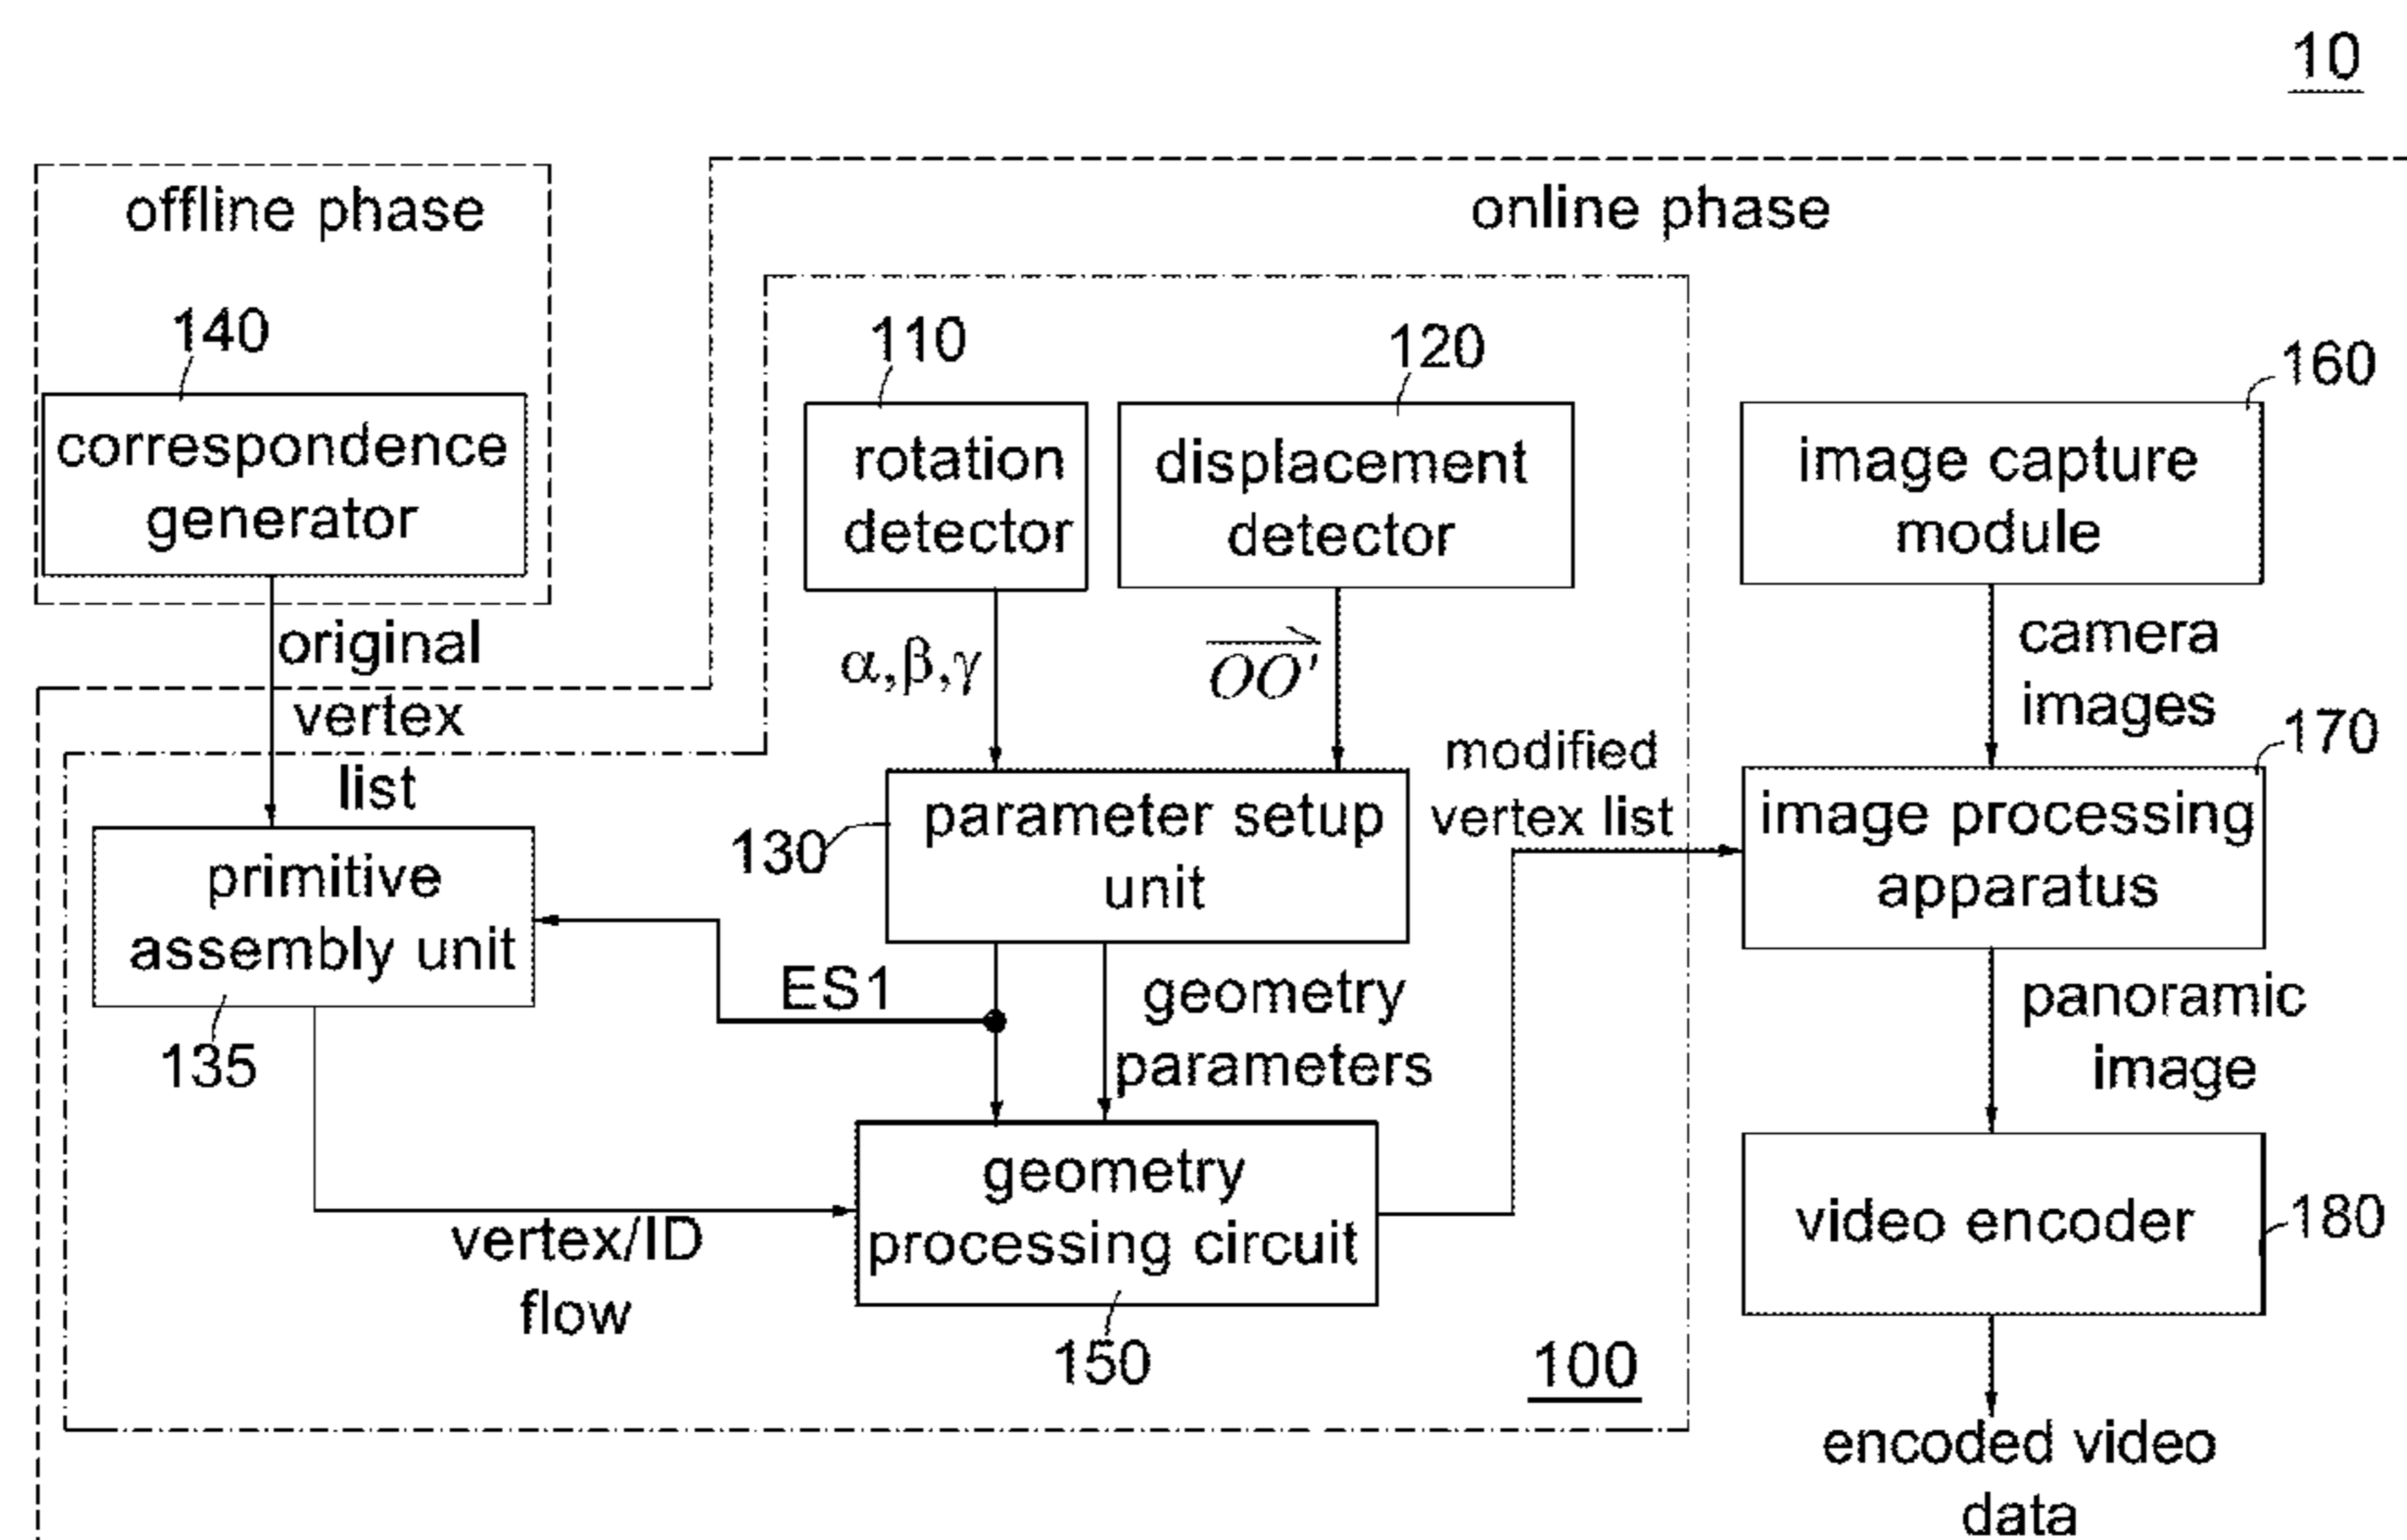 10
offline phase
online phase
140
correspondence
generator
110
rotation
detector
120
displacement
detector
160
image capture
module
original
vertex
list
α,β,γ
OO'
camera
images
modified
vertex list
130
parameter setup
unit
170
image processing
apparatus
primitive
assembly unit
135
ES1
geometry
parameters
panoramic
image
vertex/ID
flow
geometry
processing circuit
150
100
video encoder
180
encoded video
data